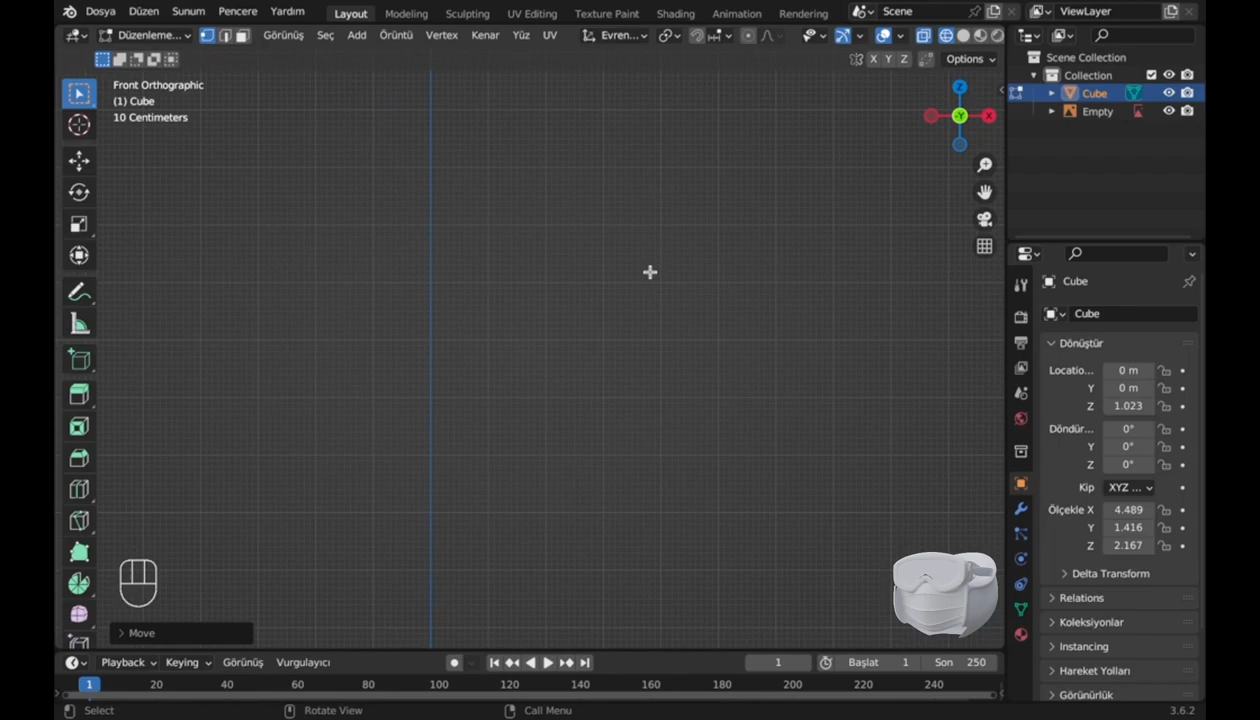 Dosya Düzen Sunum Pencere Yardım Layout Modeling Sculpting UV Editing Texture Paint Shading Animation Rendering Scene ViewLayer
Düzenleme... Görünüş Seç Add Örüntü Vertex Kenar Yüz UV Evren...
X Y Z Options
Front Orthographic
(1) Cube
10 Centimeters
Z
-Y X
Move
Scene Collection
Collection
Cube
Empty
Cube
Cube
Dönüştür
Locatio... 0 m
Y 0 m
Z 1.023
Döndür... 0°
Y 0°
Z 0°
Kip XYZ ...
Ölçekle X 4.489
Y 1.416
Z 2.167
Delta Transform
Relations
Koleksiyonlar
Instancing
Hareket Yolları
Görünürlük
Playback Keying Görünüş Vurgulayıcı 1 Başlat 1 Son 250
1 20 40 60 80 100 120 140 160 180 200 220 240
Select Rotate View Call Menu 3.6.2